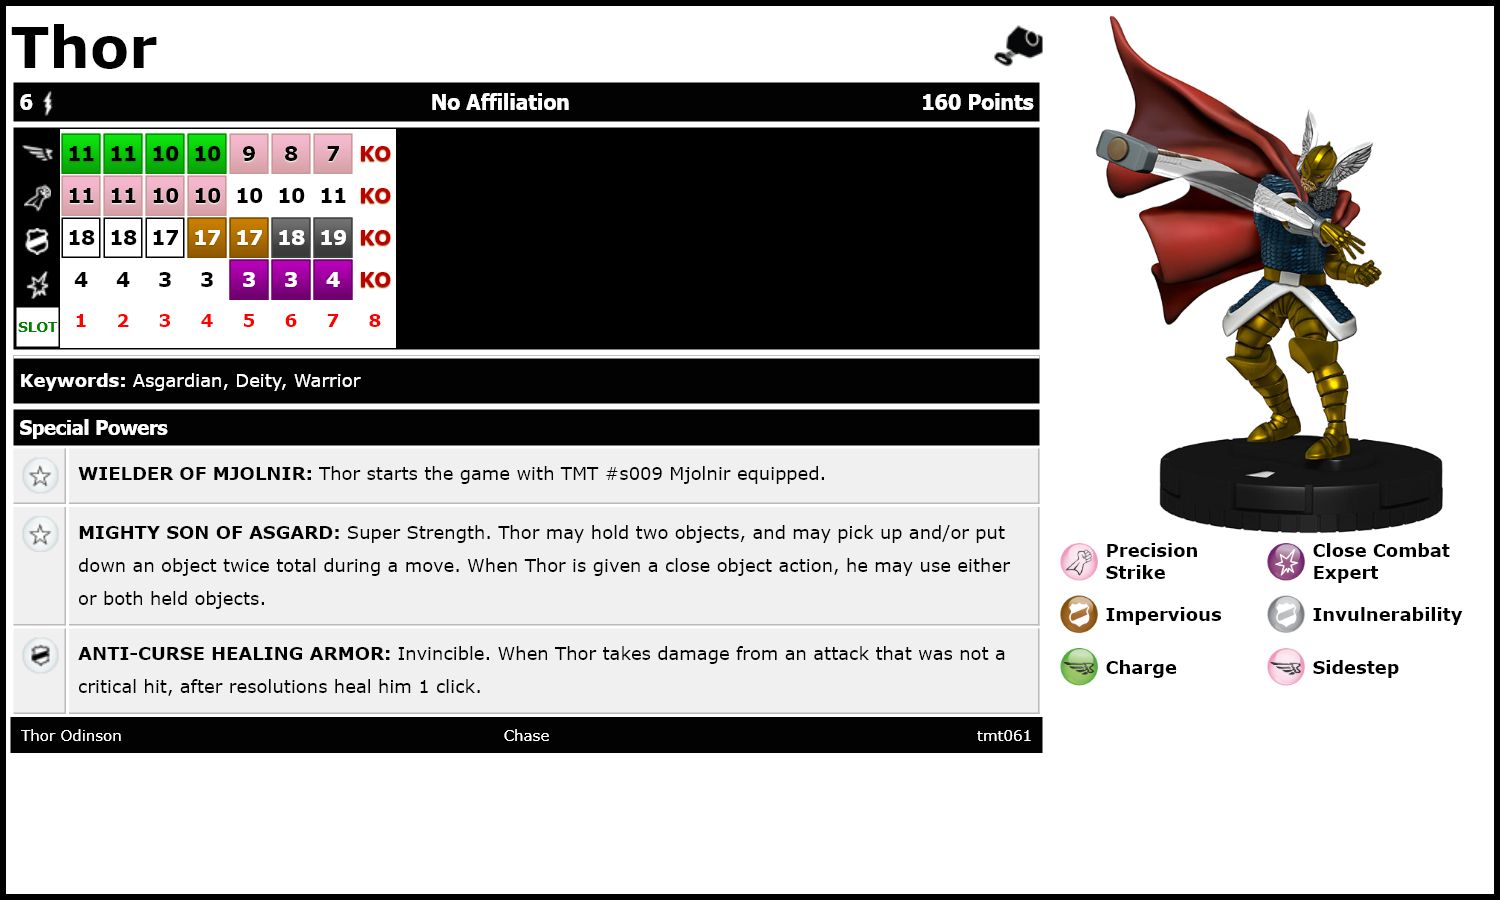 Thor
6 No Affiliation 160 Points
11 11 10 10 9 8 7 KO
11 11 10 10 10 10 11 KO
18 18 17 17 17 18 19 KO
4 4 3 3 3 3 4 KO
SLOT 1 2 3 4 5 6 7 8
Keywords: Asgardian, Deity, Warrior
Special Powers
WIELDER OF MJOLNIR: Thor starts the game with TMT #s009 Mjolnir equipped.
MIGHTY SON OF ASGARD: Super Strength. Thor may hold two objects, and may pick up and/or put
down an object twice total during a move. When Thor is given a close object action, he may use either
or both held objects.
ANTI-CURSE HEALING ARMOR: Invincible. When Thor takes damage from an attack that was not a
critical hit, after resolutions heal him 1 click.
Thor Odinson Chase tmt061
Precision
Strike
Close Combat
Expert
Impervious
Invulnerability
Charge
Sidestep